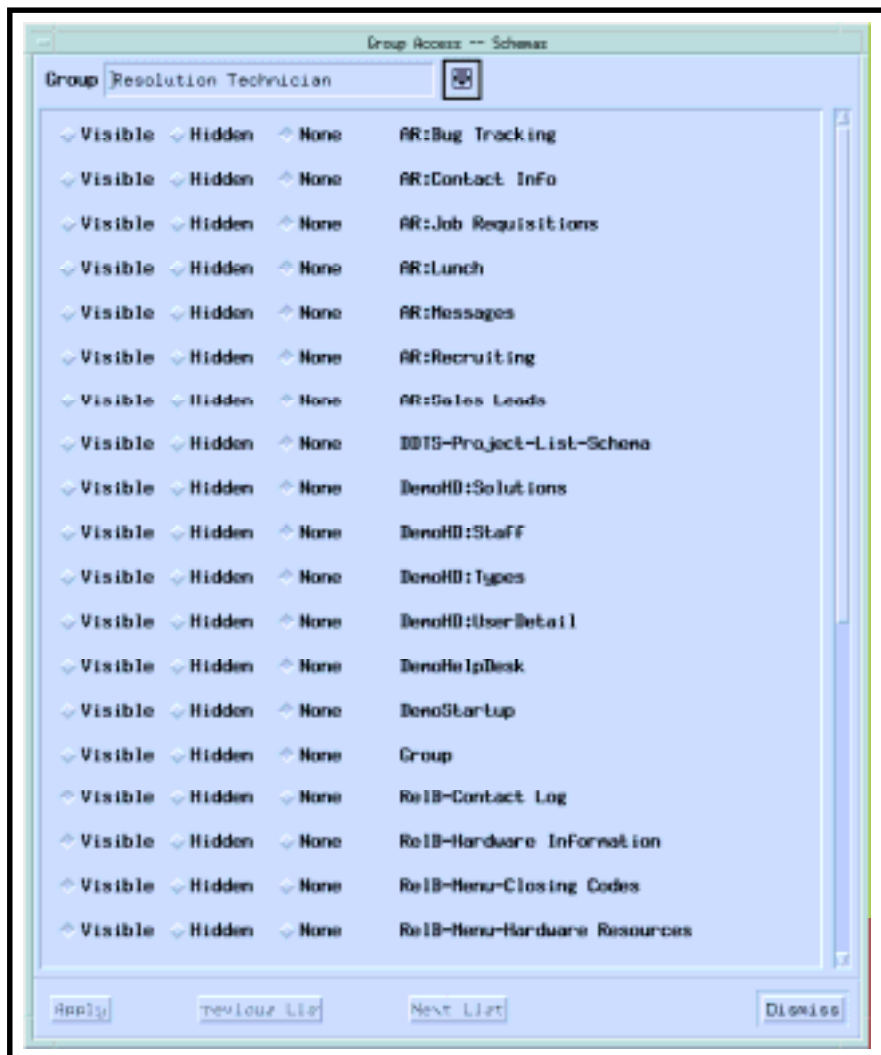 Group Access -- Schemas
Group Resolution Technician
Visible Hidden None AR:Bug Tracking
Visible Hidden None AR:Contact Info
Visible Hidden None AR:Job Requisitions
Visible Hidden None AR:Lunch
Visible Hidden None AR:Messages
Visible Hidden None AR:Recruiting
Visible Hidden None AR:Sales Leads
Visible Hidden None DDTS-Project-List-Schema
Visible Hidden None DemoHD:Solutions
Visible Hidden None DemoHD:Staff
Visible Hidden None DemoHD:Types
Visible Hidden None DemoHD:UserDetail
Visible Hidden None DemoHelpDesk
Visible Hidden None DemoStartup
Visible Hidden None Group
Visible Hidden None RelB-Contact Log
Visible Hidden None RelB-Hardware Information
Visible Hidden None RelB-Menu-Closing Codes
Visible Hidden None RelB-Menu-Hardware Resources
Apply revious Lis Next List Dismiss